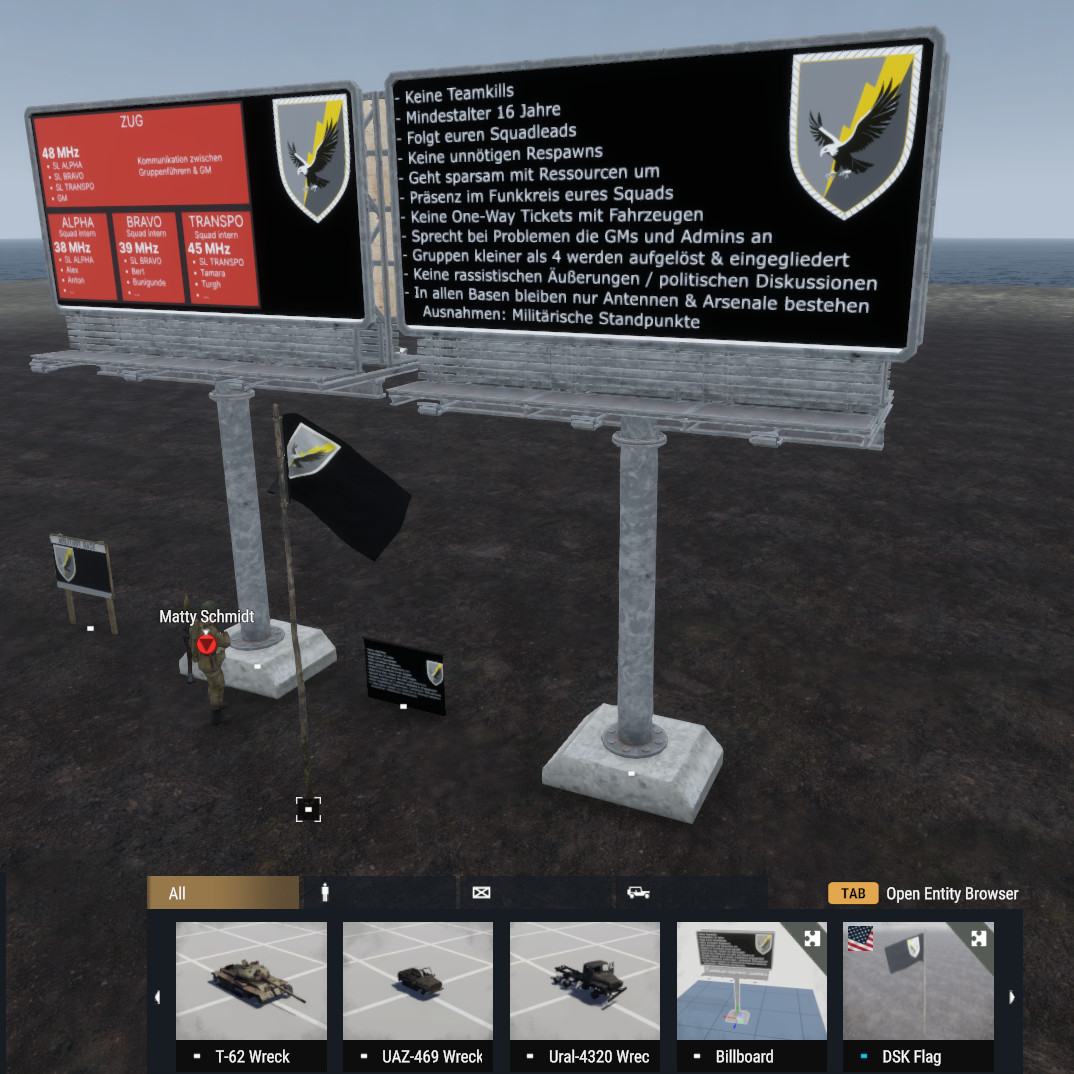 ZUG
48 MHz
• SL ALPHA
• SL BRAVO
• SL TRANSPO
• GM
Kommunikation zwischen
Gruppenführern & GM
ALPHA
Squad intern
38 MHz
• SL ALPHA
• Alex
• Anton
• ...
BRAVO
Squad intern
39 MHz
• SL BRAVO
• Bert
• Bunigunde
• ...
TRANSPO
Squad intern
45 MHz
• SL TRANSPO
• Tamara
• Turgh
• ...
- Keine Teamkills
- Mindestalter 16 Jahre
- Folgt euren Squadleads
- Keine unnötigen Respawns
- Geht sparsam mit Ressourcen um
- Präsenz im Funkkreis eures Squads
- Keine One-Way Tickets mit Fahrzeugen
- Sprecht bei Problemen die GMs und Admins an
- Gruppen kleiner als 4 werden aufgelöst & eingegliedert
- Keine rassistischen Äußerungen / politischen Diskussionen
- In allen Basen bleiben nur Antennen & Arsenale bestehen
Ausnahmen: Militärische Standpunkte
Matty Schmidt
All
TAB Open Entity Browser
T-62 Wreck
UAZ-469 Wreck
Ural-4320 Wrec
Billboard
DSK Flag